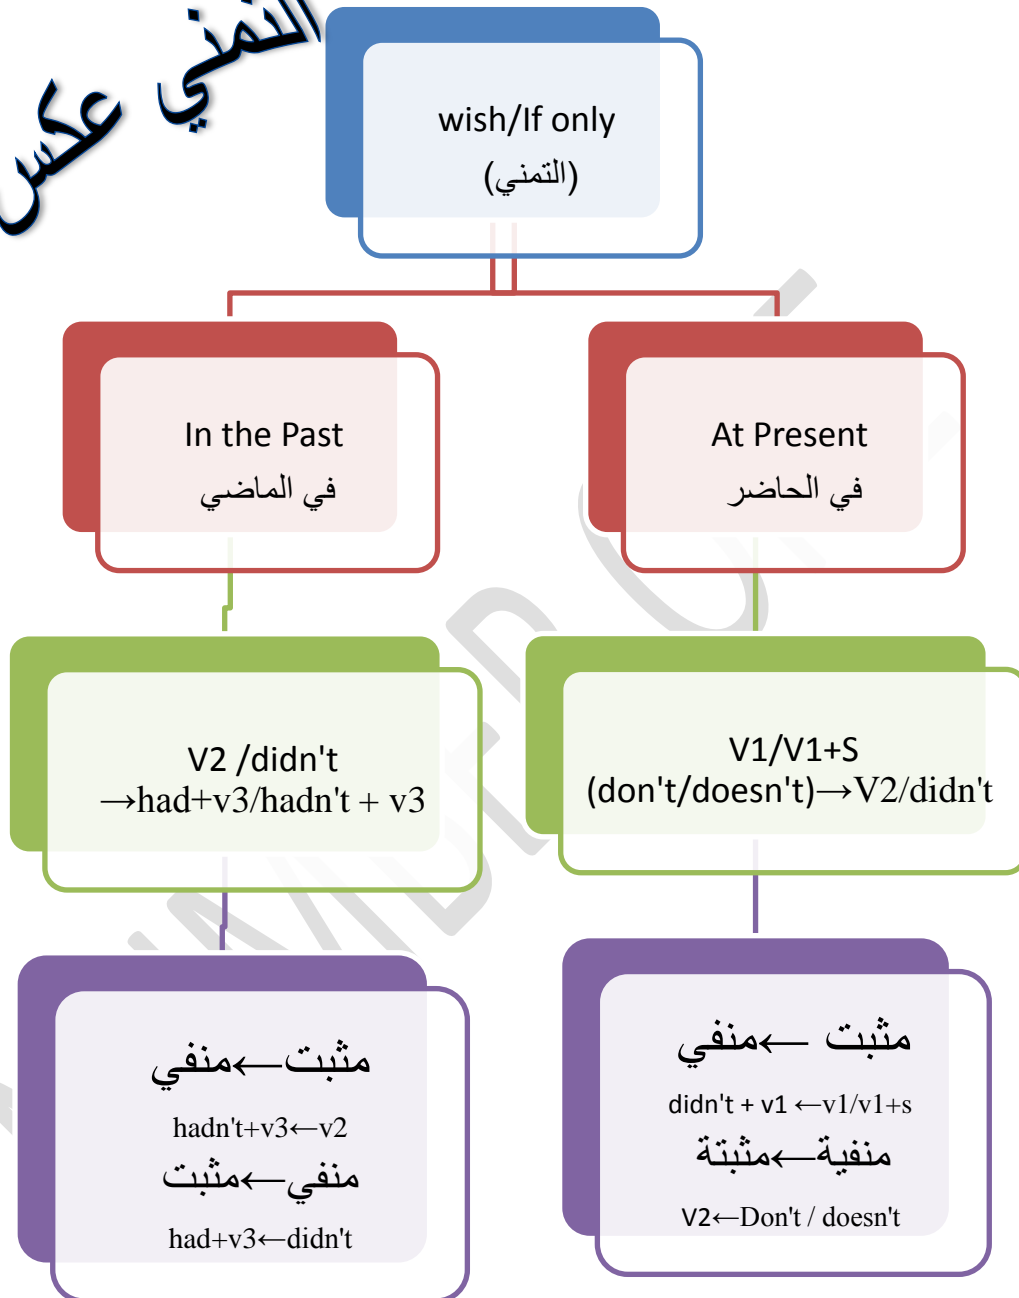 التمني عكس
wish/If only
(التمني)
In the Past
في الماضي
At Present
في الحاضر
V2 /didn't
→had+v3/hadn't + v3
V1/V1+S
(don't/doesn't)→V2/didn't
مثبت←منفي
hadn't+v3←v2
منفي←مثبت
had+v3←didn't
مثبت ←منفي
didn't + v1 ←v1/v1+s
منفية←مثبتة
V2←Don't / doesn't